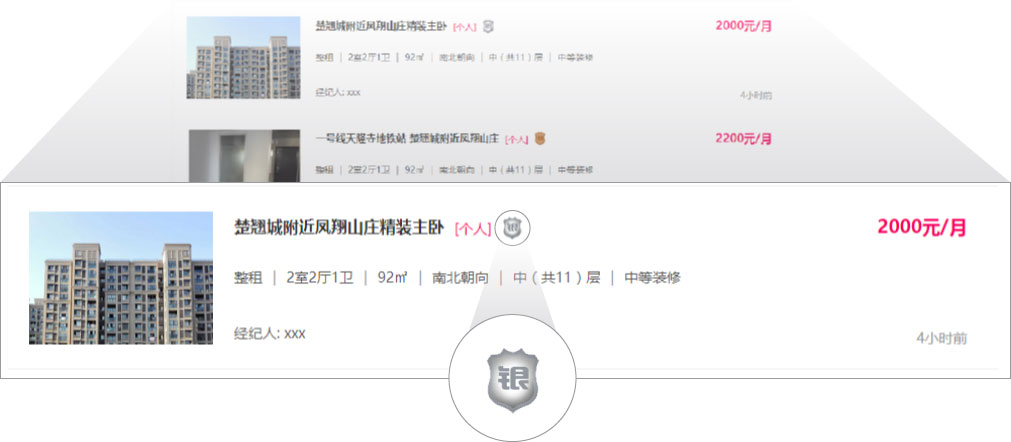 楚翘城附近凤翔山庄精装主卧 [个人] 2000元/月
整租 | 2室2厅1卫 | 92㎡ | 南北朝向 | 中（共11）层 | 中等装修
经纪人: xxx 4小时前
一号线天隆寺地铁站 楚翘城附近凤翔山庄 [个人] 2200元/月
整租 | 2室2厅1卫 | 92㎡ | 南北朝向 | 中（共11）层 | 中等装修
楚翘城附近凤翔山庄精装主卧 [个人] 银 2000元/月
整租 | 2室2厅1卫 | 92㎡ | 南北朝向 | 中（共11）层 | 中等装修
经纪人: xxx 4小时前
银